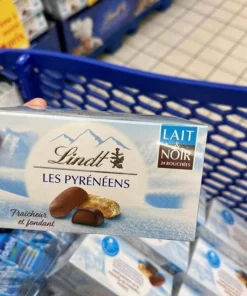 Lindt
LES PYRÉNÉENS
Fraîcheur
et fondant
LAIT
&
NOIR
24 BOUCHÉES